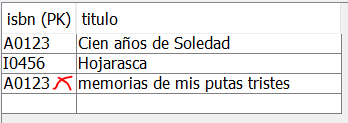 isbn (PK) titulo
A0123 Cien años de Soledad
I0456 Hojarasca
A0123 memorias de mis putas tristes